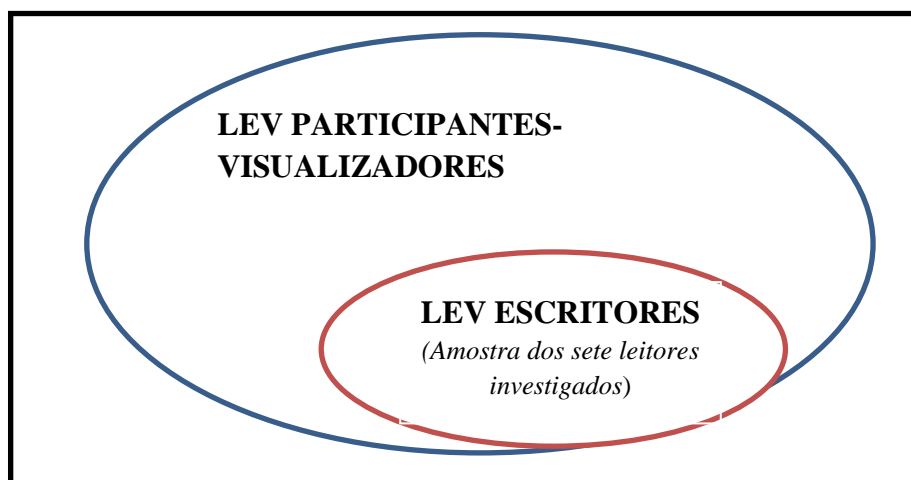 LEV PARTICIPANTES-
VISUALIZADORES
LEV ESCRITORES
(Amostra dos sete leitores
investigados)